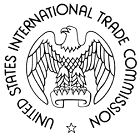 UNITED STATES INTERNATIONAL TRADE COMMISSION